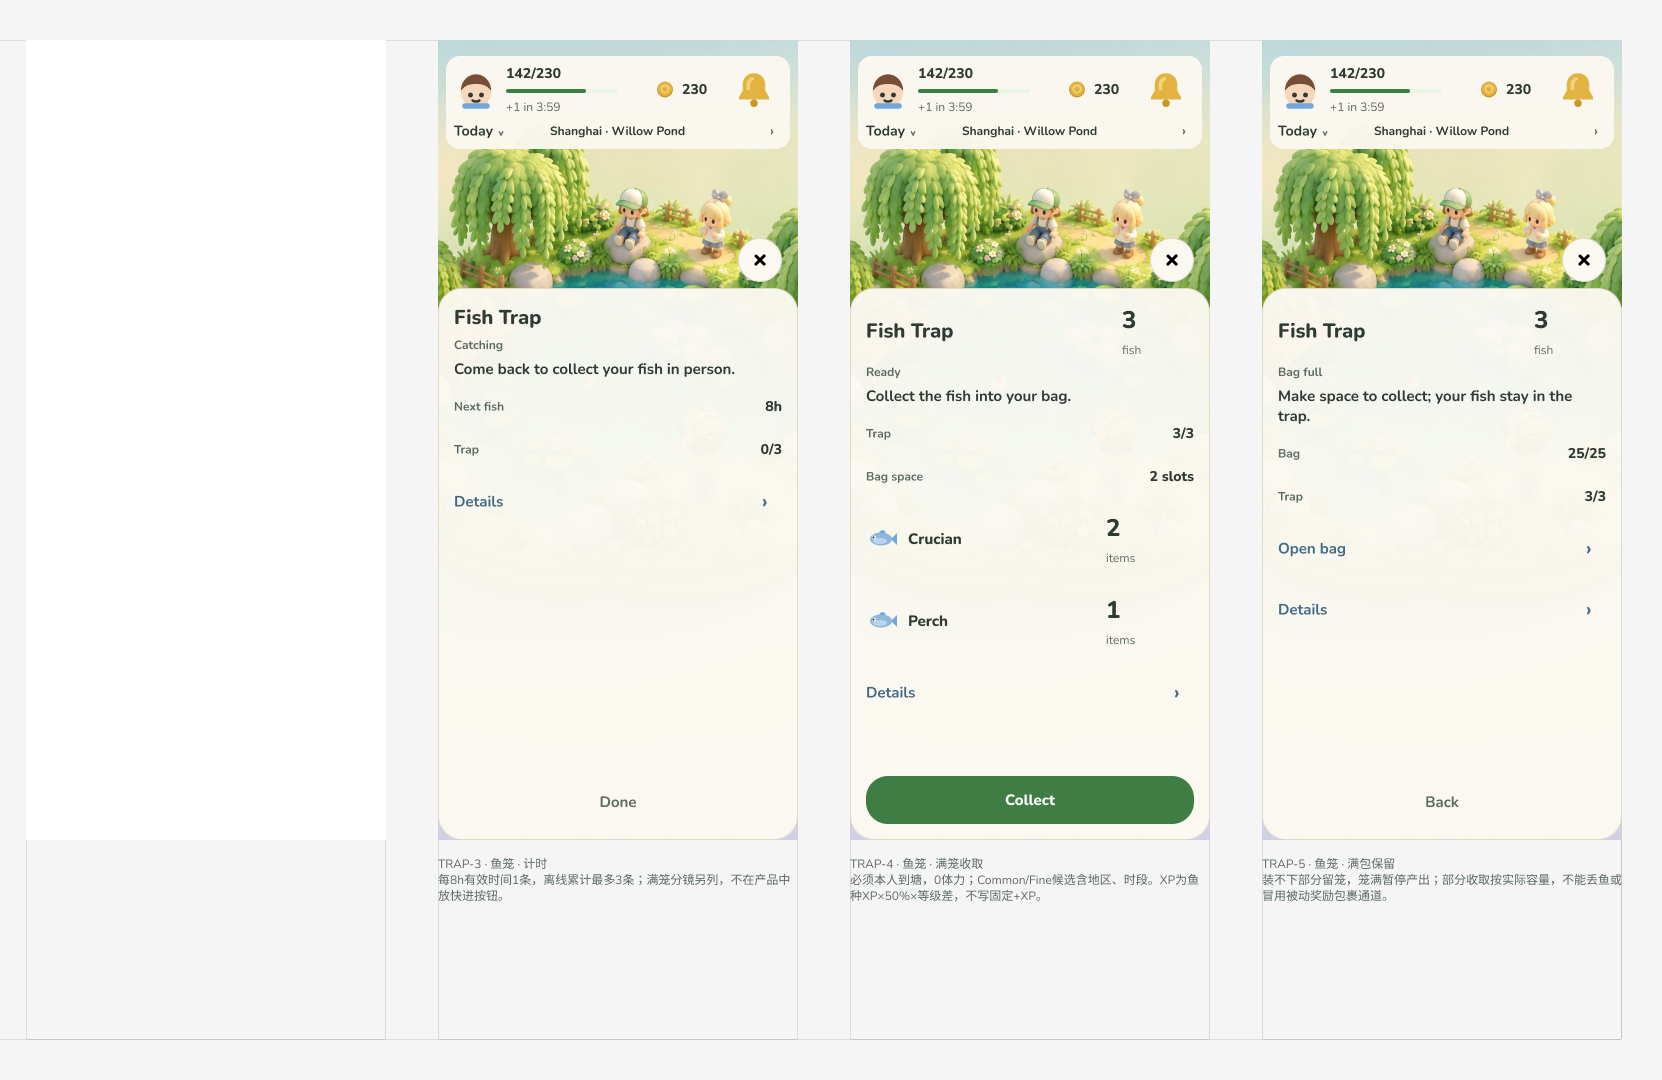 142/230
230
+1 in 3:59
Today ∨ Shanghai · Willow Pond ›
Fish Trap
Catching
Come back to collect your fish in person.
Next fish 8h
Trap 0/3
Details ›
Done
TRAP-3 · 鱼笼 · 计时
每8h有效时间1条，离线累计最多3条；满笼分镜另列，不在产品中
放快进按钮。
142/230
230
+1 in 3:59
Today ∨ Shanghai · Willow Pond ›
Fish Trap
3
fish
Ready
Collect the fish into your bag.
Trap 3/3
Bag space 2 slots
Crucian
2
items
Perch
1
items
Details ›
Collect
TRAP-4 · 鱼笼 · 满笼收取
必须本人到塘，0体力；Common/Fine候选含地区、时段。XP为鱼
种XP×50%×等级差，不写固定+XP。
142/230
230
+1 in 3:59
Today ∨ Shanghai · Willow Pond ›
Fish Trap
3
fish
Bag full
Make space to collect; your fish stay in the
trap.
Bag 25/25
Trap 3/3
Open bag ›
Details ›
Back
TRAP-5 · 鱼笼 · 满包保留
装不下部分留笼，笼满暂停产出；部分收取按实际容量，不能丢鱼或
冒用被动奖励包裹通道。